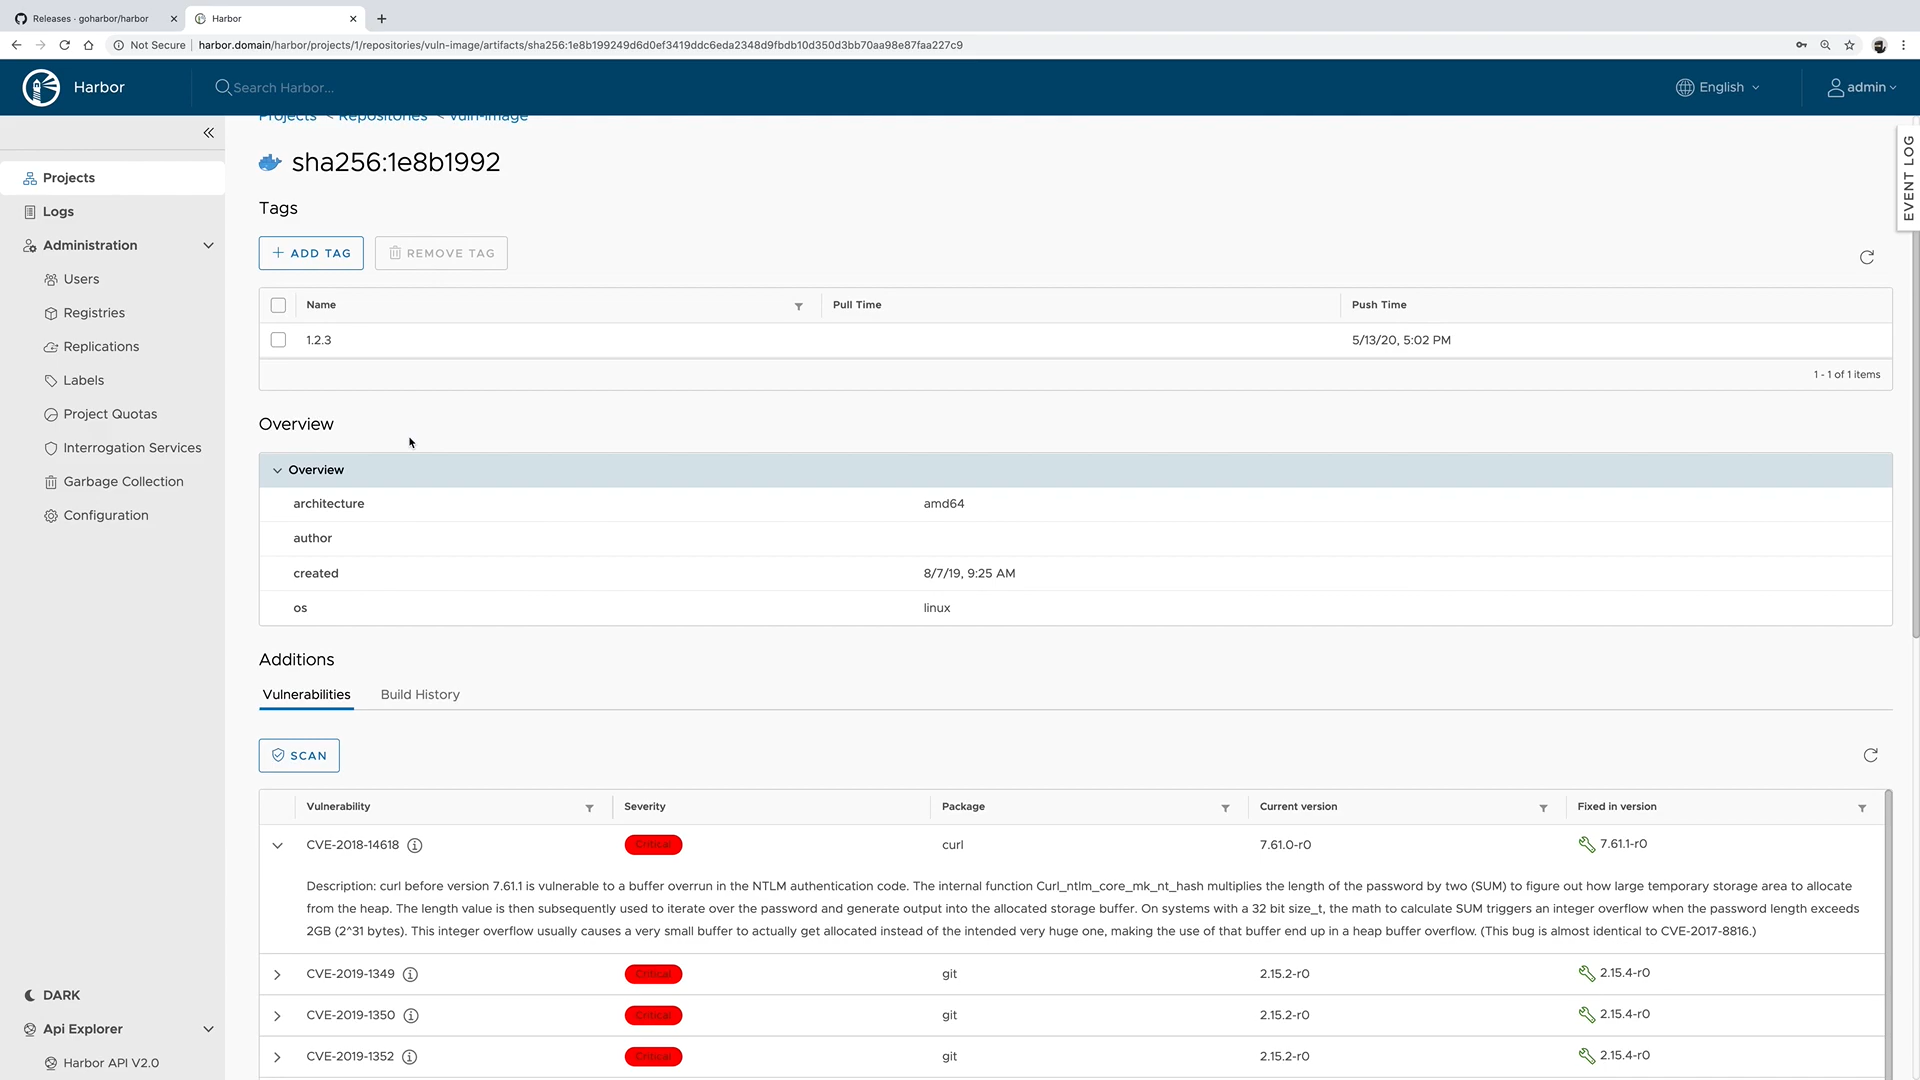 Releases · goharbor/harbor
Harbor
Not Secure
harbor.domain/harbor/projects/1/repositories/vuln-image/artifacts/sha256:1e8b199249d6d0ef3419ddc6eda2348d9fbdb10d350d3bb70aa98e87faa227c9
Harbor
Search Harbor...
English
admin
EVENT LOG
Projects
Logs
Administration
Users
Registries
Replications
Labels
Project Quotas
Interrogation Services
Garbage Collection
Configuration
DARK
Api Explorer
Harbor API V2.0
Projects < Repositories < vuln-image
sha256:1e8b1992
Tags
+ ADD TAG
REMOVE TAG
Name Pull Time Push Time
1.2.3 5/13/20, 5:02 PM
1 - 1 of 1 items
Overview
Overview
architecture amd64
author
created 8/7/19, 9:25 AM
os linux
Additions
Vulnerabilities Build History
SCAN
Vulnerability Severity Package Current version Fixed in version
CVE-2018-14618 Critical curl 7.61.0-r0 7.61.1-r0
Description: curl before version 7.61.1 is vulnerable to a buffer overrun in the NTLM authentication code. The internal function Curl_ntlm_core_mk_nt_hash multiplies the length of the password by two (SUM) to figure out how large temporary storage area to allocate
from the heap. The length value is then subsequently used to iterate over the password and generate output into the allocated storage buffer. On systems with a 32 bit size_t, the math to calculate SUM triggers an integer overflow when the password length exceeds
2GB (2^31 bytes). This integer overflow usually causes a very small buffer to actually get allocated instead of the intended very huge one, making the use of that buffer end up in a heap buffer overflow. (This bug is almost identical to CVE-2017-8816.)
CVE-2019-1349 Critical git 2.15.2-r0 2.15.4-r0
CVE-2019-1350 Critical git 2.15.2-r0 2.15.4-r0
CVE-2019-1352 Critical git 2.15.2-r0 2.15.4-r0